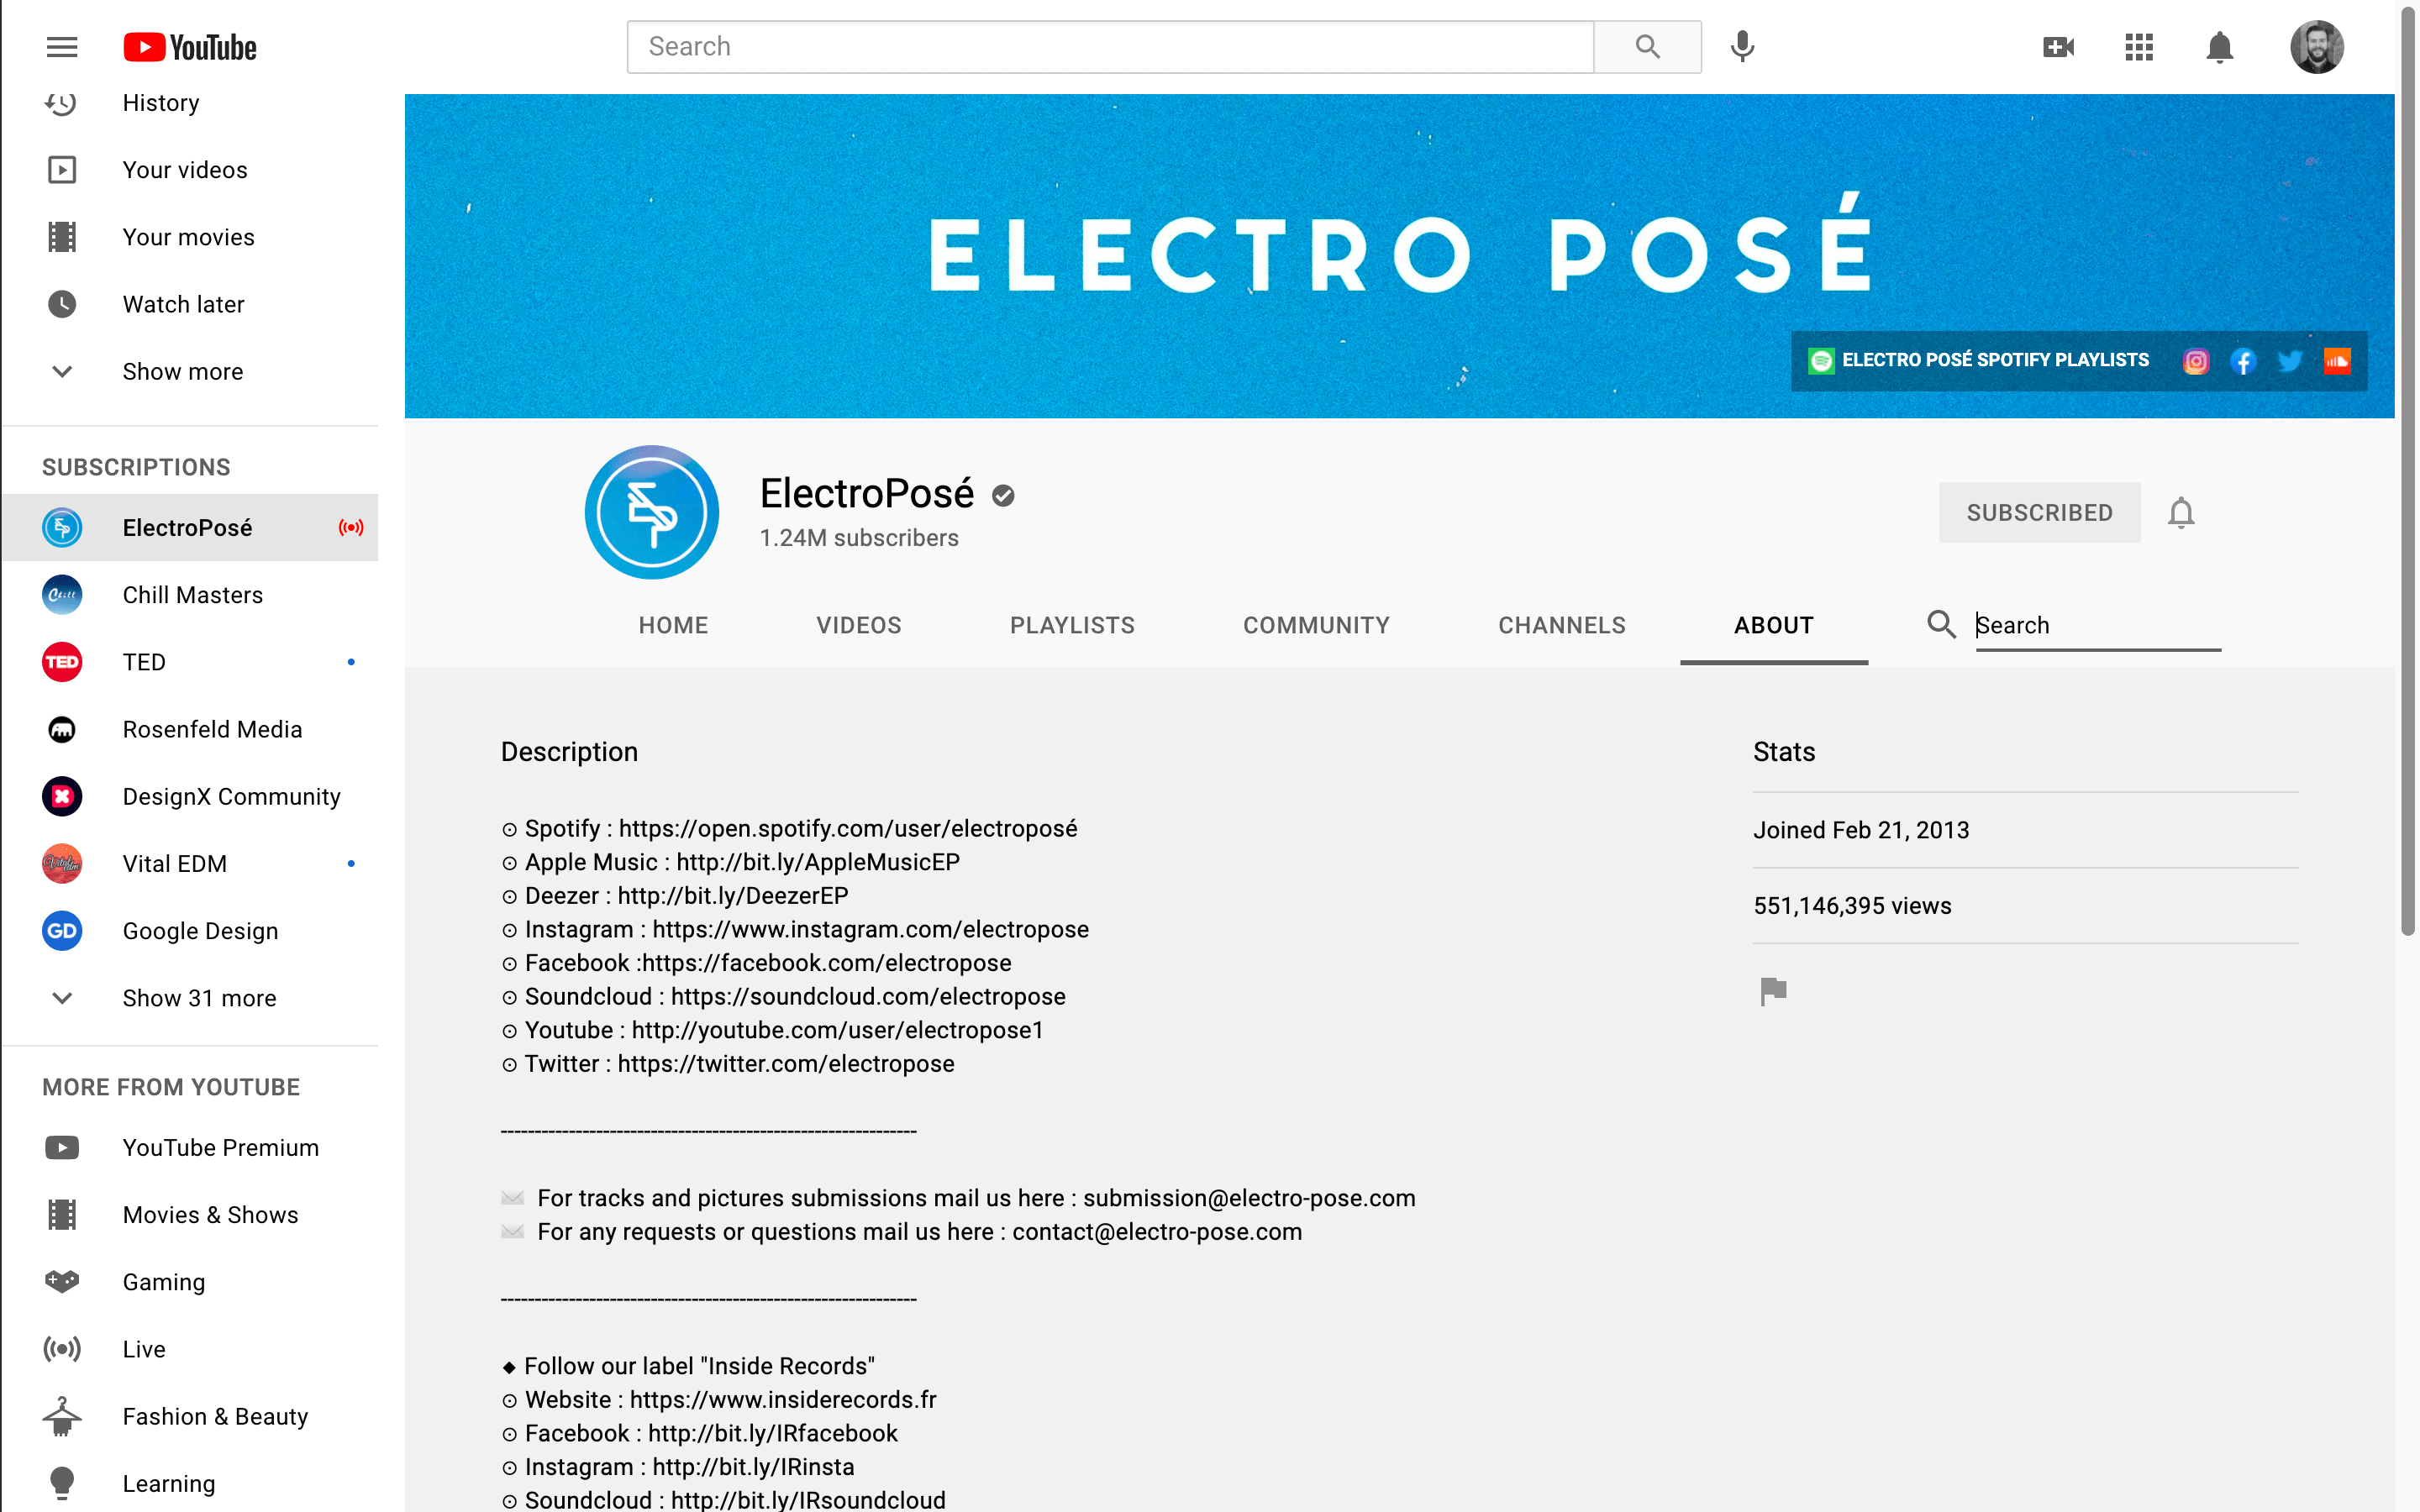 YouTube
Search
History
Your videos
Your movies
Watch later
Show more
SUBSCRIPTIONS
ElectroPosé
Chill Masters
TED
TED
Rosenfeld Media
DesignX Community
Vital EDM
GD
Google Design
Show 31 more
MORE FROM YOUTUBE
YouTube Premium
Movies & Shows
Gaming
Live
Fashion & Beauty
Learning
ELECTRO POSÉ
ELECTRO POSÉ SPOTIFY PLAYLISTS
ElectroPosé
1.24M subscribers
SUBSCRIBED
HOME
VIDEOS
PLAYLISTS
COMMUNITY
CHANNELS
ABOUT
Search
Description
⊙ Spotify : https://open.spotify.com/user/electroposé
⊙ Apple Music : http://bit.ly/AppleMusicEP
⊙ Deezer : http://bit.ly/DeezerEP
⊙ Instagram : https://www.instagram.com/electropose
⊙ Facebook :https://facebook.com/electropose
⊙ Soundcloud : https://soundcloud.com/electropose
⊙ Youtube : http://youtube.com/user/electropose1
⊙ Twitter : https://twitter.com/electropose
-------------------------------------------------------------
For tracks and pictures submissions mail us here : submission@electro-pose.com
For any requests or questions mail us here : contact@electro-pose.com
-------------------------------------------------------------
◆ Follow our label "Inside Records"
⊙ Website : https://www.insiderecords.fr
⊙ Facebook : http://bit.ly/IRfacebook
⊙ Instagram : http://bit.ly/IRinsta
⊙ Soundcloud : http://bit.ly/IRsoundcloud
Stats
Joined Feb 21, 2013
551,146,395 views